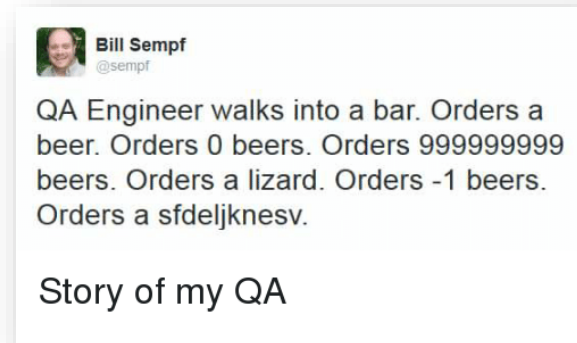 Bill Sempf
@sempf
QA Engineer walks into a bar. Orders a
beer. Orders 0 beers. Orders 999999999
beers. Orders a lizard. Orders -1 beers.
Orders a sfdeljknesv.
Story of my QA